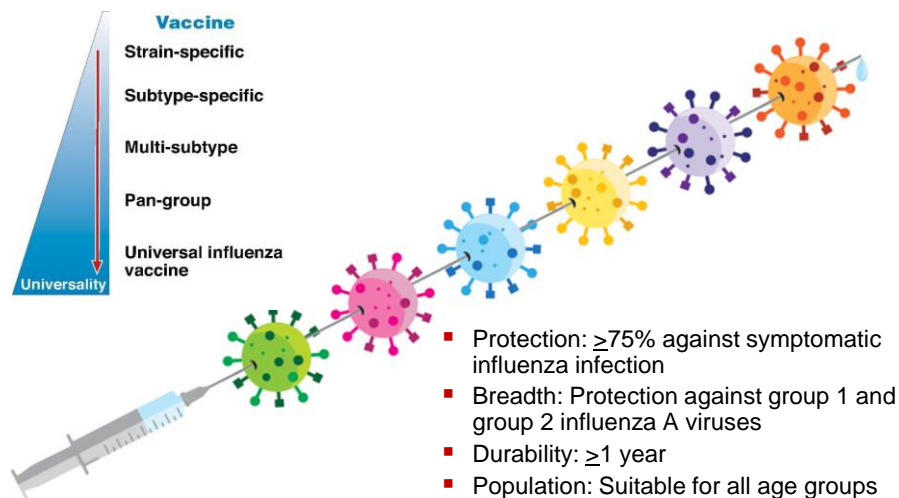 Vaccine
Strain-specific
Subtype-specific
Multi-subtype
Pan-group
Universal influenza
vaccine
Universality
▪ Protection: ≥75% against symptomatic
influenza infection
▪ Breadth: Protection against group 1 and
group 2 influenza A viruses
▪ Durability: ≥1 year
▪ Population: Suitable for all age groups